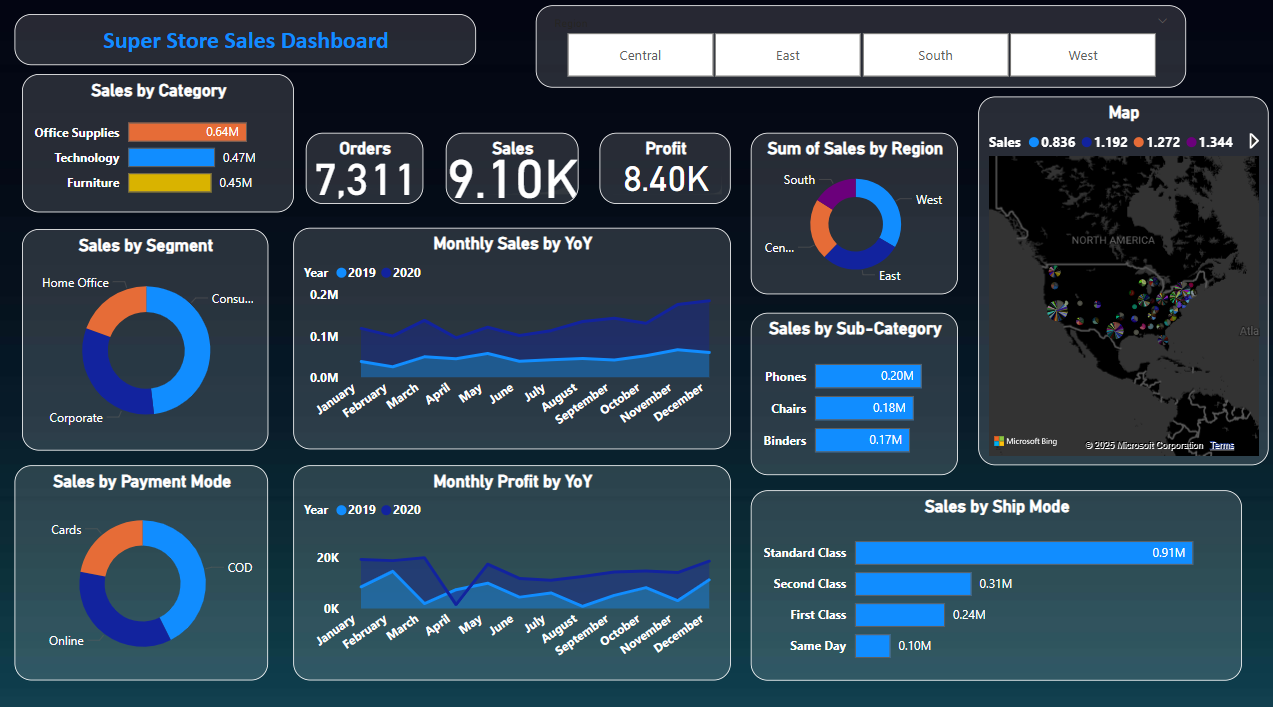 Super Store Sales Dashboard
Central
East
South
West
Sales by Category
Office Supplies 0.64M
Technology 0.47M
Furniture 0.45M
Orders
7,311
Sales
9.10K
Profit
8.40K
Sum of Sales by Region
South
West
Cen...
East
Map
Sales 0.836 1.192 1.272 1.344
NORTH AMERICA
Atla
Microsoft Bing
© 2025 Microsoft Corporation Terms
Sales by Segment
Home Office
Consu...
Corporate
Monthly Sales by YoY
Year 2019 2020
0.2M
0.1M
0.0M
January
February
March
April
May
June
July
August
September
October
November
December
Sales by Sub-Category
Phones 0.20M
Chairs 0.18M
Binders 0.17M
Sales by Payment Mode
Cards
COD
Online
Monthly Profit by YoY
Year 2019 2020
20K
0K
January
February
March
April
May
June
July
August
September
October
November
December
Sales by Ship Mode
Standard Class 0.91M
Second Class 0.31M
First Class 0.24M
Same Day 0.10M